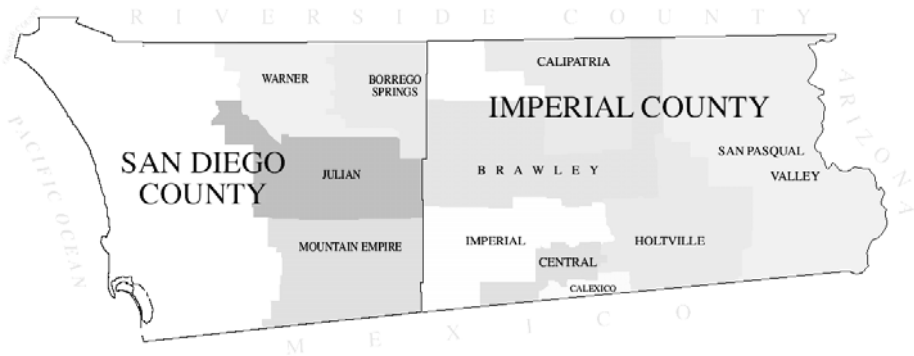 RIVERSIDE COUNTY
CALIPATRIA
WARNER
BORREGO
SPRINGS
IMPERIAL COUNTY
ARIZONA
PACIFIC OCEAN
SAN DIEGO
COUNTY
JULIAN
BRAWLEY
SAN PASQUAL
VALLEY
MOUNTAIN EMPIRE
IMPERIAL
HOLTVILLE
CENTRAL
CALEXICO
MEXICO